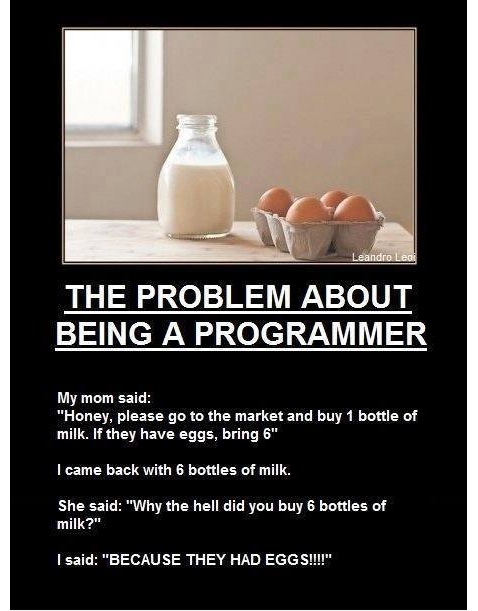 Leandro Leoi
THE PROBLEM ABOUT
BEING A PROGRAMMER
My mom said:
"Honey, please go to the market and buy 1 bottle of
milk. If they have eggs, bring 6"
I came back with 6 bottles of milk.
She said: "Why the hell did you buy 6 bottles of
milk?"
I said: "BECAUSE THEY HAD EGGS!!!!"